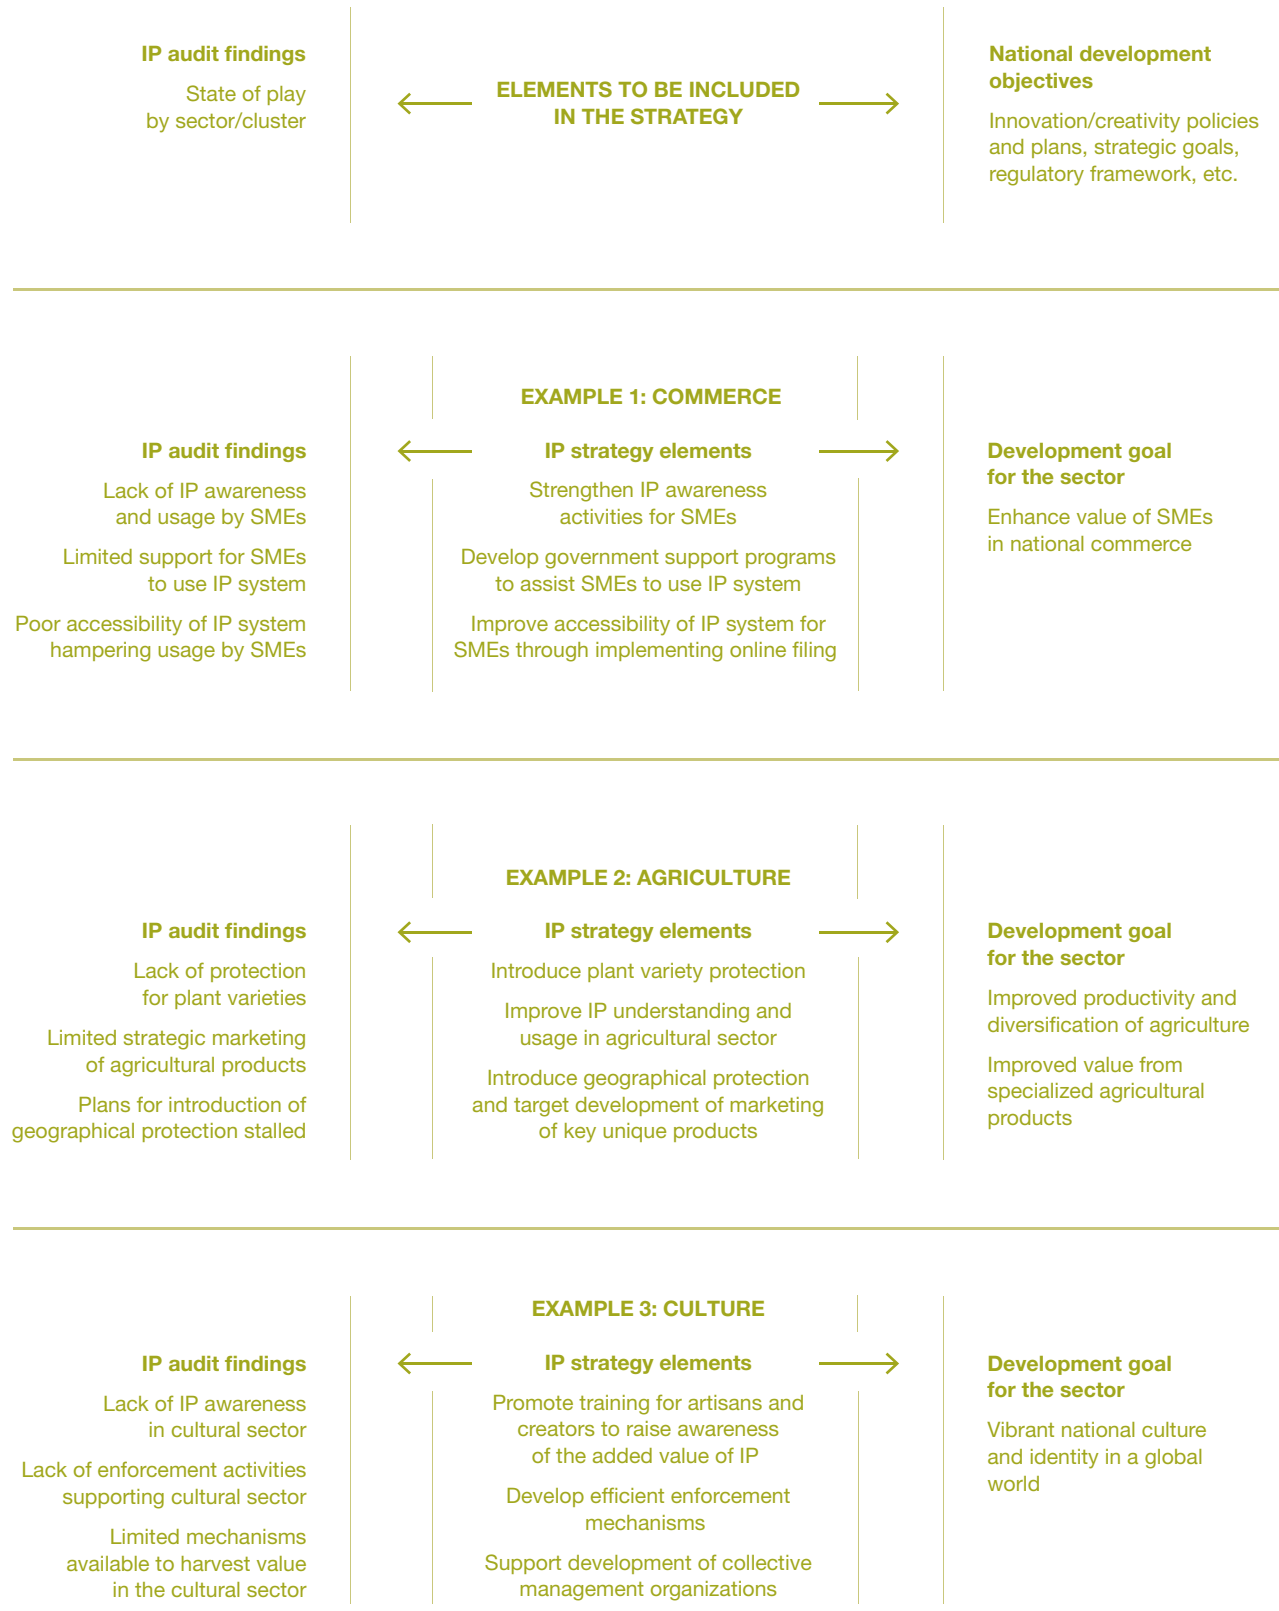 IP audit findings
State of play
by sector/cluster
ELEMENTS TO BE INCLUDED
IN THE STRATEGY
National development
objectives
Innovation/creativity policies
and plans, strategic goals,
regulatory framework, etc.
EXAMPLE 1: COMMERCE
IP audit findings
Lack of IP awareness
and usage by SMEs
Limited support for SMEs
to use IP system
Poor accessibility of IP system
hampering usage by SMEs
IP strategy elements
Strengthen IP awareness
activities for SMEs
Develop government support programs
to assist SMEs to use IP system
Improve accessibility of IP system for
SMEs through implementing online filing
Development goal
for the sector
Enhance value of SMEs
in national commerce
EXAMPLE 2: AGRICULTURE
IP audit findings
Lack of protection
for plant varieties
Limited strategic marketing
of agricultural products
Plans for introduction of
geographical protection stalled
IP strategy elements
Introduce plant variety protection
Improve IP understanding and
usage in agricultural sector
Introduce geographical protection
and target development of marketing
of key unique products
Development goal
for the sector
Improved productivity and
diversification of agriculture
Improved value from
specialized agricultural
products
EXAMPLE 3: CULTURE
IP audit findings
Lack of IP awareness
in cultural sector
Lack of enforcement activities
supporting cultural sector
Limited mechanisms
available to harvest value
in the cultural sector
IP strategy elements
Promote training for artisans and
creators to raise awareness
of the added value of IP
Develop efficient enforcement
mechanisms
Support development of collective
management organizations
Development goal
for the sector
Vibrant national culture
and identity in a global
world